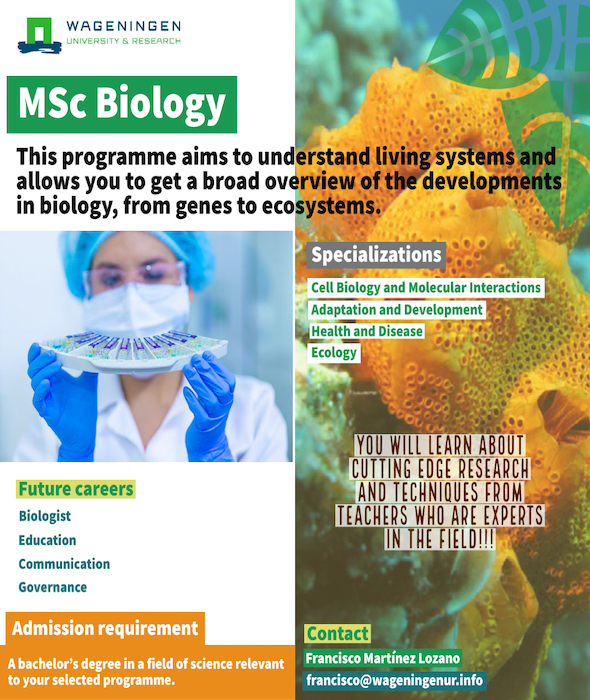 WAGENINGEN
UNIVERSITY & RESEARCH
MSc Biology
This programme aims to understand living systems and
allows you to get a broad overview of the developments
in biology, from genes to ecosystems.
Specializations
Cell Biology and Molecular Interactions
Adaptation and Development
Health and Disease
Ecology
YOU WILL LEARN ABOUT
CUTTING EDGE RESEARCH
AND TECHNIQUES FROM
TEACHERS WHO ARE EXPERTS
IN THE FIELD!!!
Future careers
Biologist
Education
Communication
Governance
Admission requirement
A bachelor's degree in a field of science relevant
to your selected programme.
Contact
Francisco Martínez Lozano
francisco@wageningenur.info